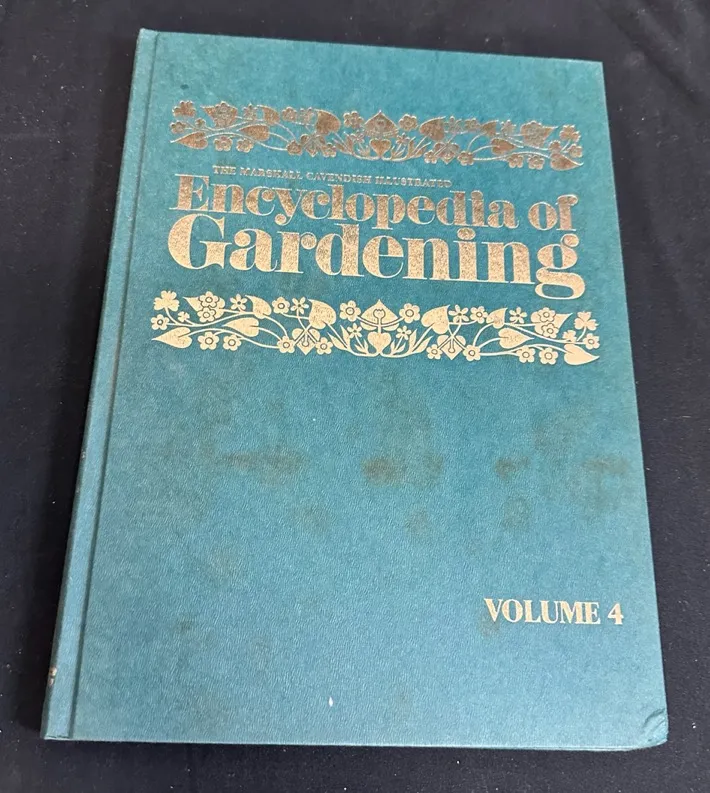 THE MARSHALL CAVENDISH ILLUSTRATED
Encyclopedia of
Gardening
VOLUME 4